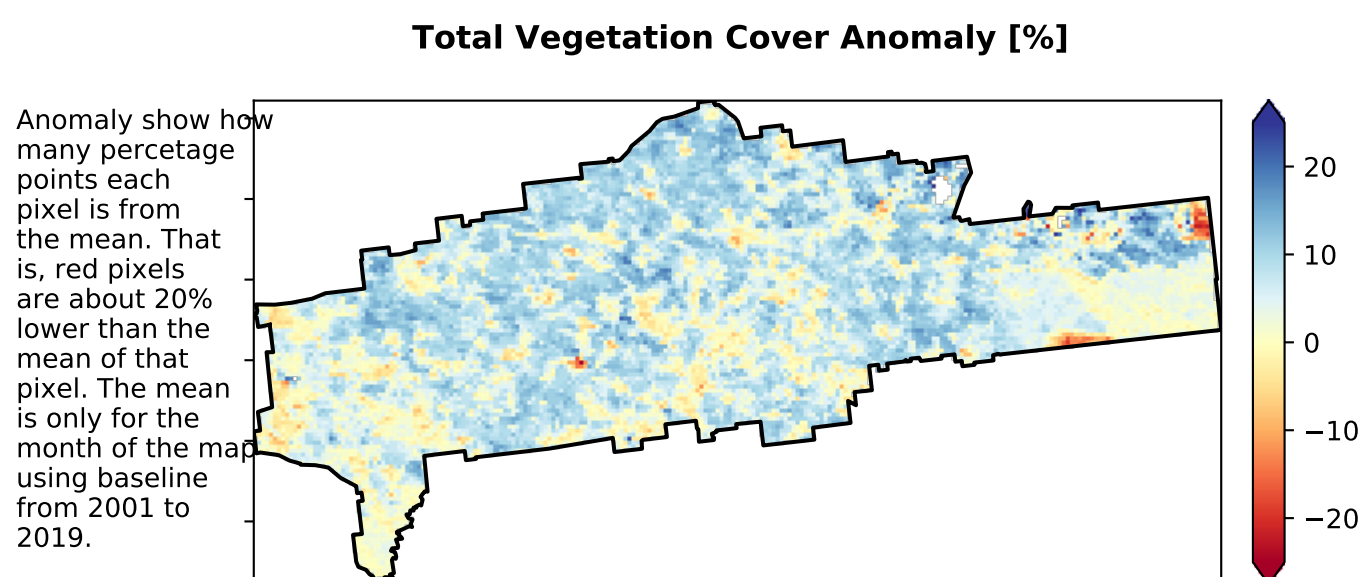 Total Vegetation Cover Anomaly [%]
Anomaly show how
many percetage
points each
pixel is from
the mean. That
is, red pixels
are about 20%
lower than the
mean of that
pixel. The mean
is only for the
month of the map
using baseline
from 2001 to
2019.
20
10
0
−10
−20